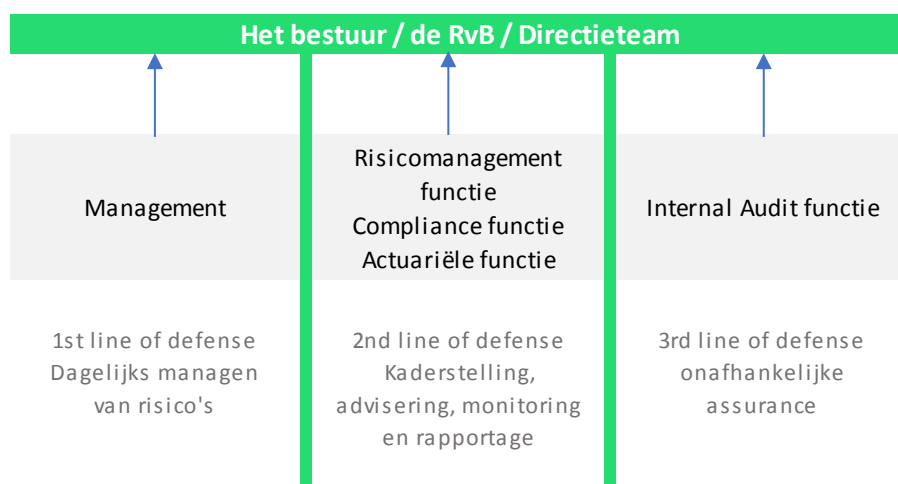 Het bestuur / de RvB / Directieteam
Management
Risicomanagement
functie
Compliance functie
Actuariële functie
Internal Audit functie
1st line of defense
Dagelijks managen
van risico's
2nd line of defense
Kaderstelling,
advisering, monitoring
en rapportage
3rd line of defense
onafhankelijke
assurance